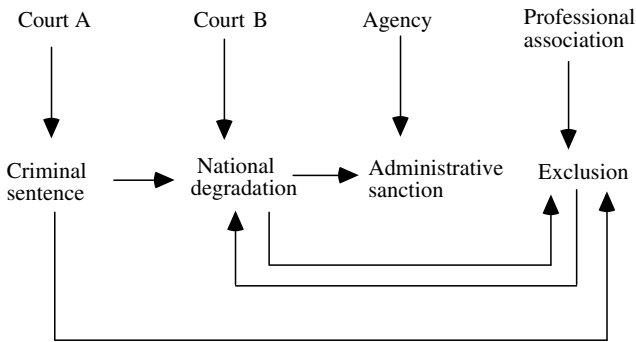 Court A
Court B
Agency
Professional
association
Criminal
sentence
National
degradation
Administrative
sanction
Exclusion